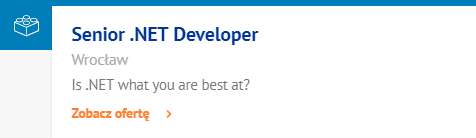 Senior .NET Developer
Wrocław
Is .NET what you are best at?
Zobacz ofertę